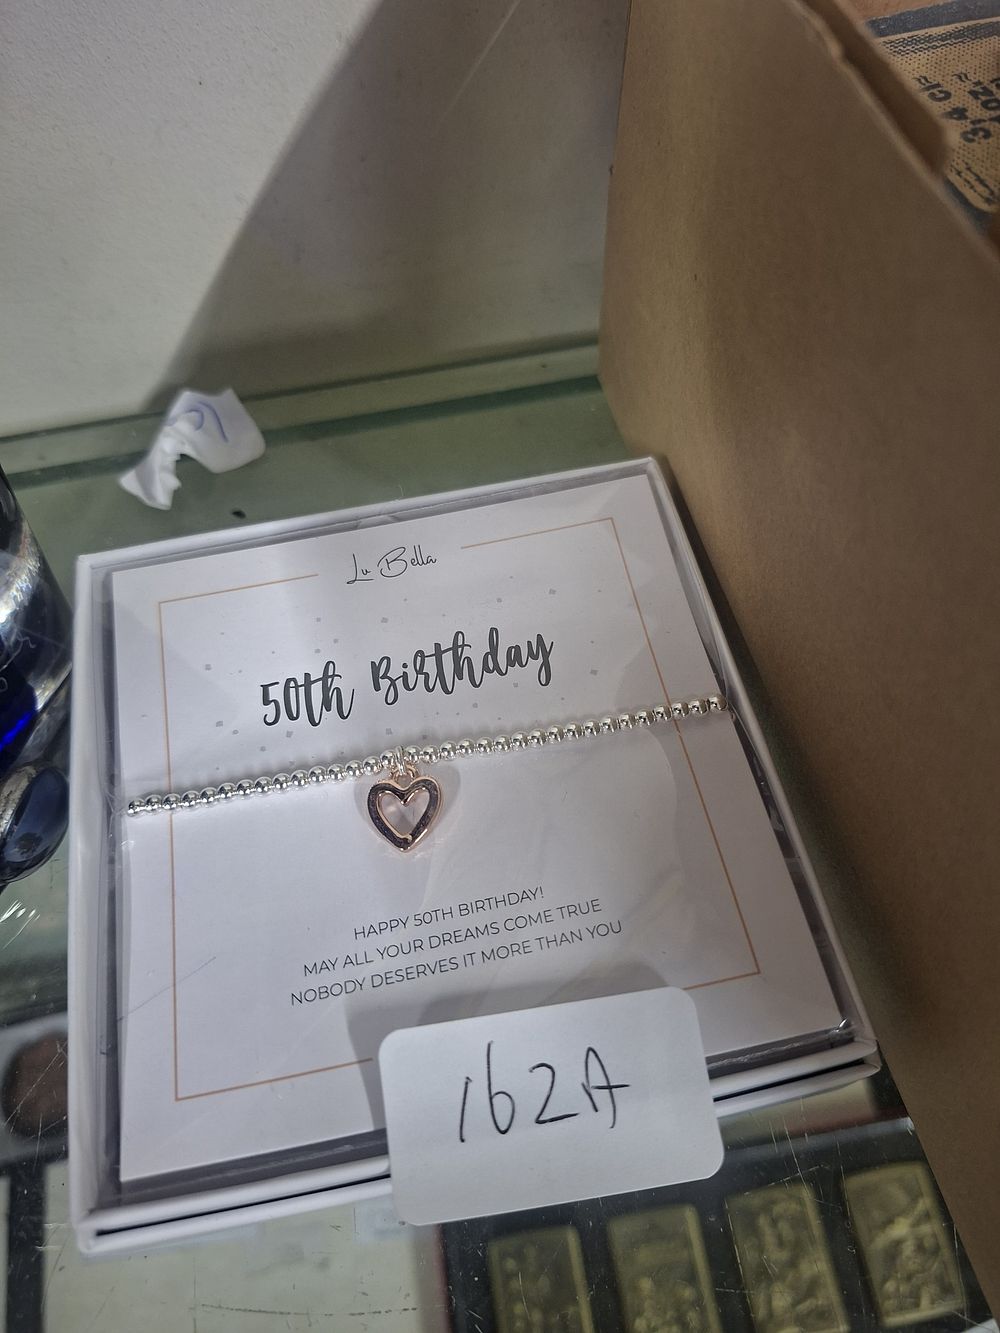 Lu Bella
50th Birthday
HAPPY 50TH BIRTHDAY!
MAY ALL YOUR DREAMS COME TRUE
NOBODY DESERVES IT MORE THAN YOU
162A